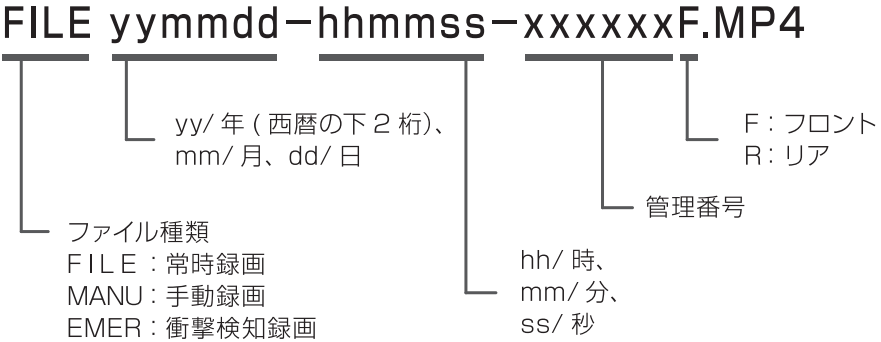 FILE yymmdd-hhmmss-xxxxxxF.MP4
yy/ 年 ( 西暦の下 2 桁)、
mm/ 月、dd/ 日
F : フロント
R : リア
管理番号
ファイル種類
FILE : 常時録画
MANU : 手動録画
EMER : 衝撃検知録画
hh/ 時、
mm/ 分、
ss/ 秒